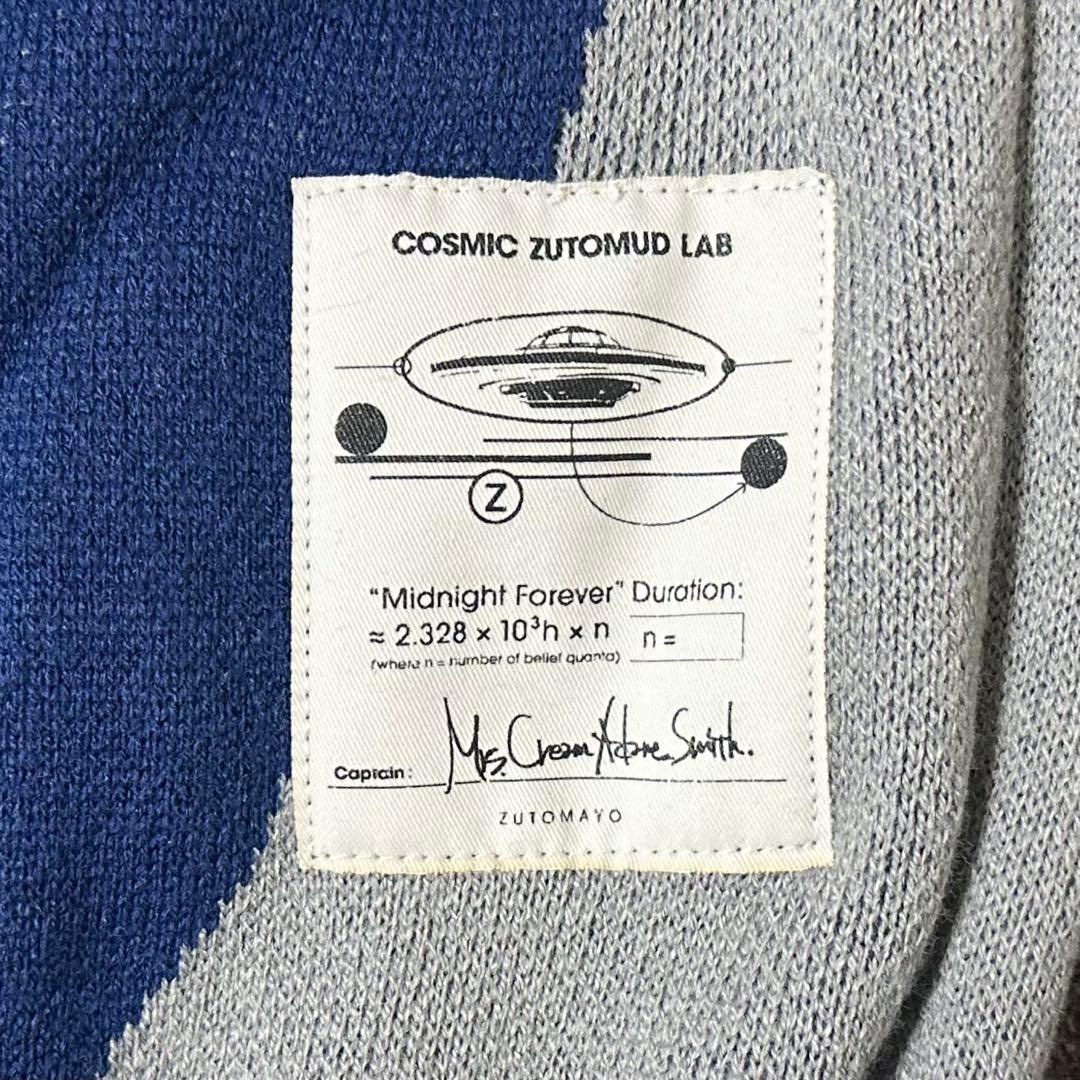 COSMIC ZUTOMUD LAB
Z
"Midnight Forever" Duration:
≈ 2.328 × 10³h × n
n =
(where n = number of belief quanta)
Captain: Mrs. Cream Adame Smith.
ZUTOMAYO